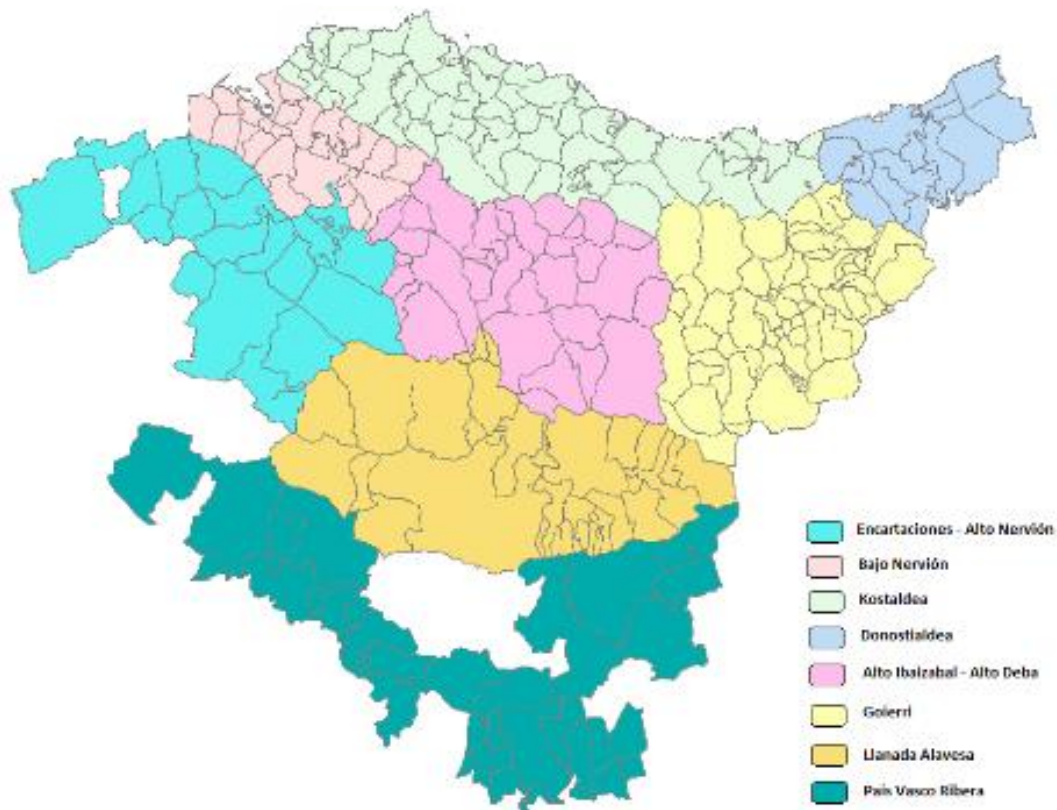 Encartaciones - Alto Nervión
Bajo Nervión
Kostaldea
Donostialdea
Alto Ibaizabal - Alto Deba
Goierri
Llanada Alavesa
País Vasco Ribera